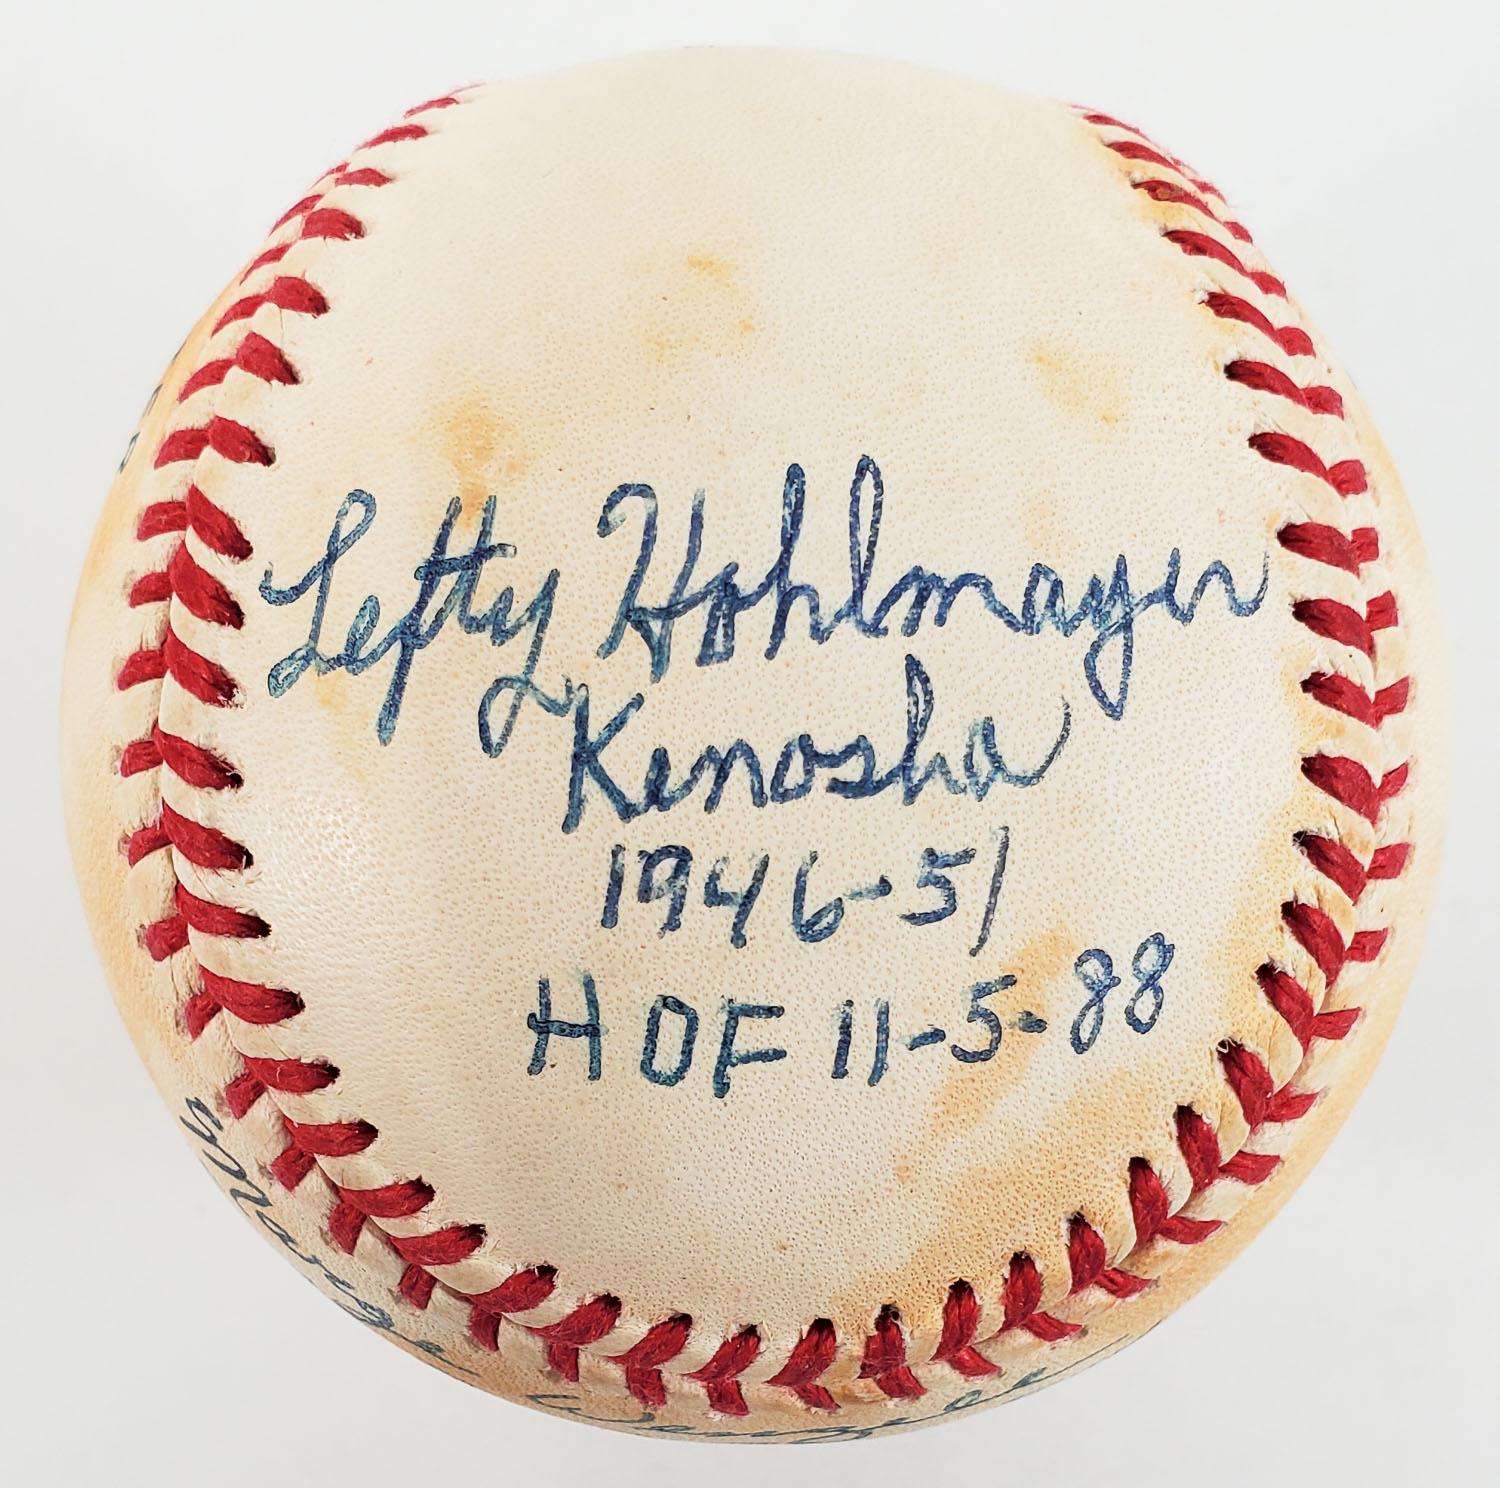 Lefty Hohlmayer
Kenosha
1946-51
HOF 11-5-88